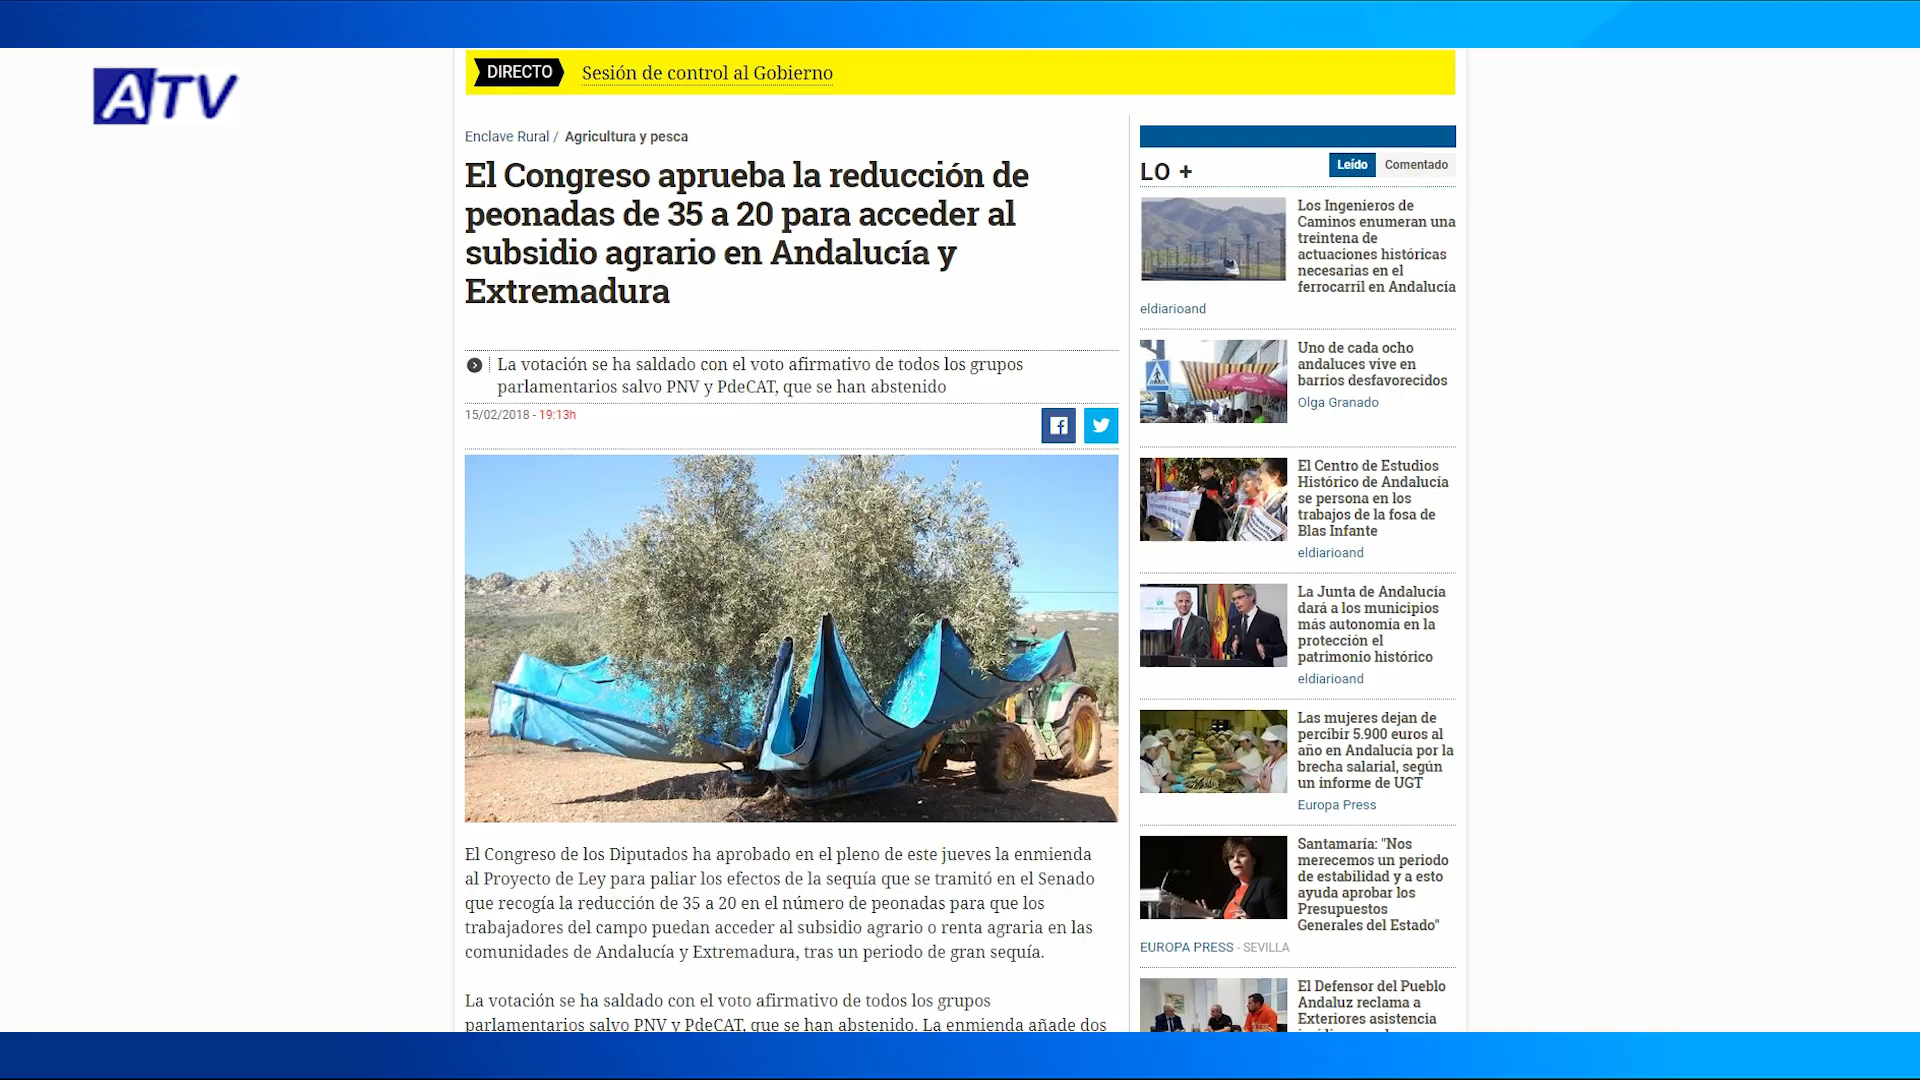 ATV
DIRECTO
Sesión de control al Gobierno
Enclave Rural / Agricultura y pesca
El Congreso aprueba la reducción de
peonadas de 35 a 20 para acceder al
subsidio agrario en Andalucía y
Extremadura
La votación se ha saldado con el voto afirmativo de todos los grupos
parlamentarios salvo PNV y PdeCAT, que se han abstenido
15/02/2018 - 19:13h
El Congreso de los Diputados ha aprobado en el pleno de este jueves la enmienda
al Proyecto de Ley para paliar los efectos de la sequía que se tramitó en el Senado
que recogía la reducción de 35 a 20 en el número de peonadas para que los
trabajadores del campo puedan acceder al subsidio agrario o renta agraria en las
comunidades de Andalucía y Extremadura, tras un periodo de gran sequía.
La votación se ha saldado con el voto afirmativo de todos los grupos
parlamentarios salvo PNV y PdeCAT, que se han abstenido. La enmienda añade dos
LO +
Leído
Comentado
Los Ingenieros de
Caminos enumeran una
treintena de
actuaciones históricas
necesarias en el
ferrocarril en Andalucía
eldiarioand
Uno de cada ocho
andaluces vive en
barrios desfavorecidos
Olga Granado
El Centro de Estudios
Histórico de Andalucía
se persona en los
trabajos de la fosa de
Blas Infante
eldiarioand
La Junta de Andalucía
dará a los municipios
más autonomía en la
protección el
patrimonio histórico
eldiarioand
Las mujeres dejan de
percibir 5.900 euros al
año en Andalucía por la
brecha salarial, según
un informe de UGT
Europa Press
Santamaría: "Nos
merecemos un periodo
de estabilidad y a esto
ayuda aprobar los
Presupuestos
Generales del Estado"
EUROPA PRESS - SEVILLA
El Defensor del Pueblo
Andaluz reclama a
Exteriores asistencia